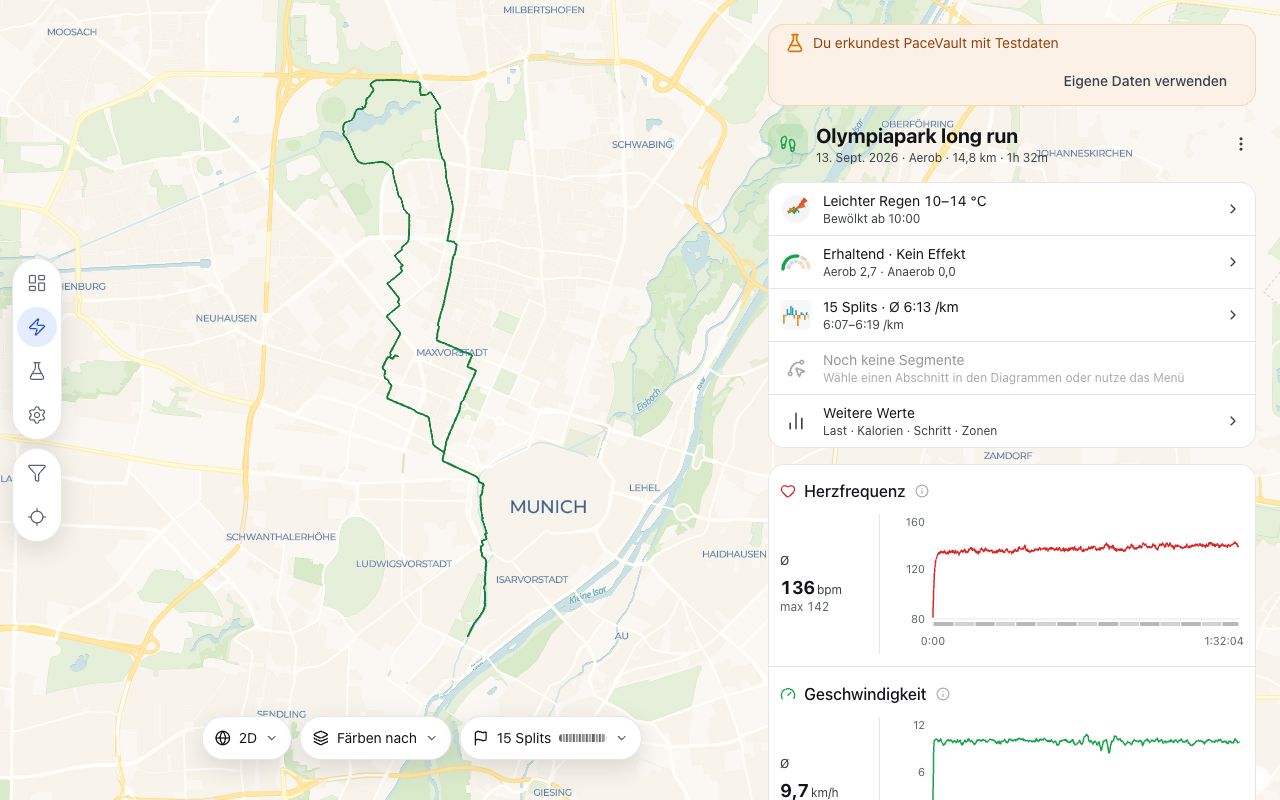 MILBERTSHOFEN
MOOSACH
SCHWABING
NEUHAUSEN
MAXVORSTADT
Eisbach
MUNICH
LEHEL
SCHWANTHALERHÖHE
LUDWIGSVORSTADT
HAIDHAUSEN
ISARVORSTADT
Kleine Isar
AU
SENDLING
GIESING
2D
Färben nach
15 Splits
Du erkundest PaceVault mit Testdaten
Eigene Daten verwenden
OBERFÖHRING
JOHANNESKIRCHEN
Olympiapark long run
13. Sept. 2026 · Aerob · 14,8 km · 1h 32m
Leichter Regen 10–14 °C
Bewölkt ab 10:00
Erhaltend · Kein Effekt
Aerob 2,7 · Anaerob 0,0
15 Splits · Ø 6:13 /km
6:07–6:19 /km
Noch keine Segmente
Wähle einen Abschnitt in den Diagrammen oder nutze das Menü
Weitere Werte
Last · Kalorien · Schritt · Zonen
ZAMDORF
Herzfrequenz
Ø
136 bpm
max 142
160
120
80
0:00
1:32:04
Geschwindigkeit
Ø
9,7 km/h
12
6